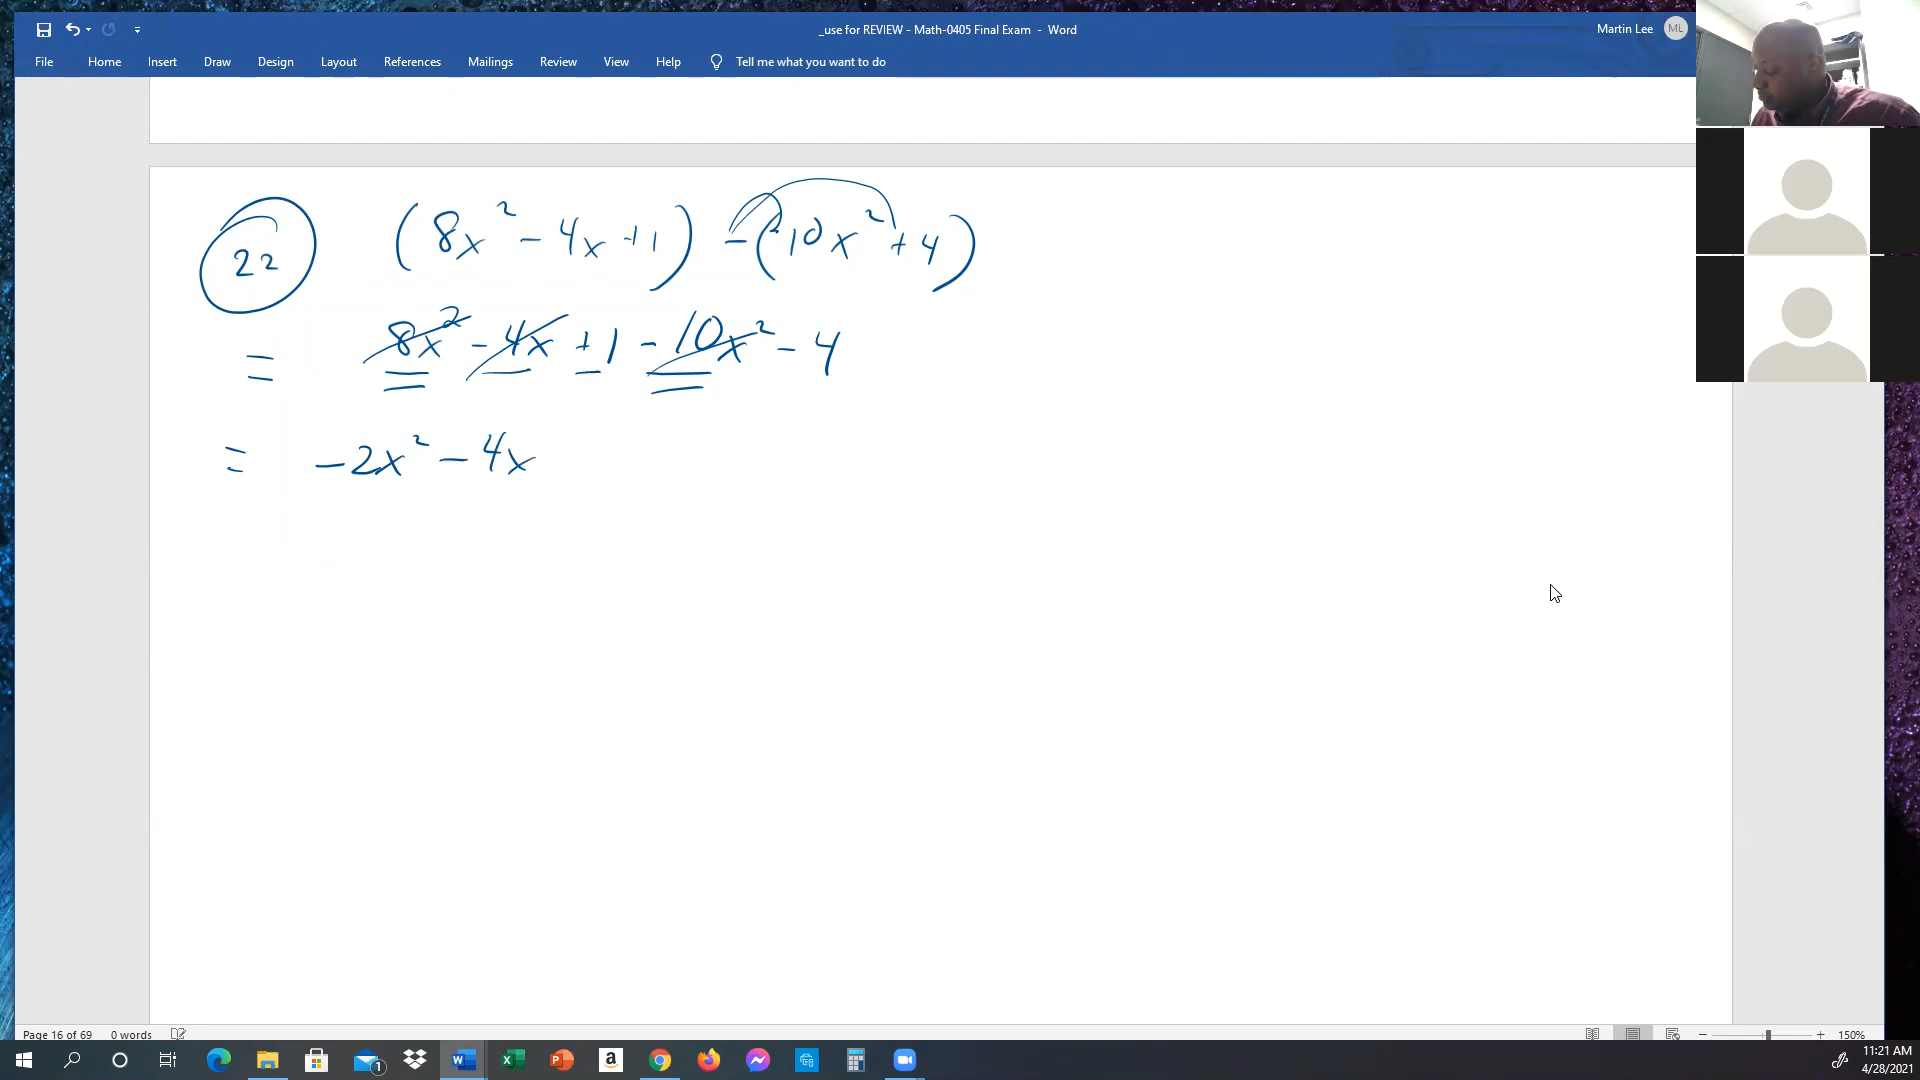 _use for REVIEW - Math-0405 Final Exam - Word
Martin Lee ML
File Home Insert Draw Design Layout References Mailings Review View Help Tell me what you want to do
22 (8x² - 4x + 1) - (10x² + 4)
= 8x² - 4x + 1 - 10x² - 4
= -2x² - 4x
Page 16 of 69 0 words
150%
11:21 AM
4/28/2021